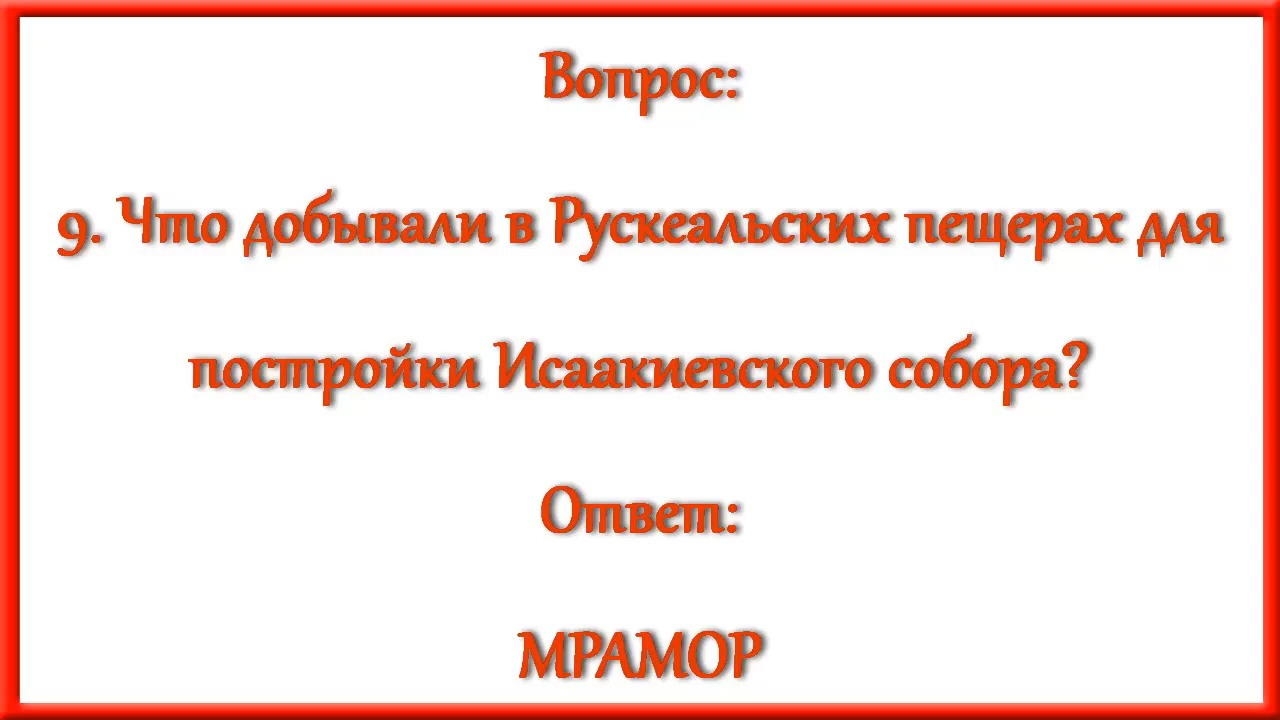 Вопрос:
9. Что добывали в Рускеальских пещерах для
постройки Исаакиевского собора?
Ответ:
МРАМОР